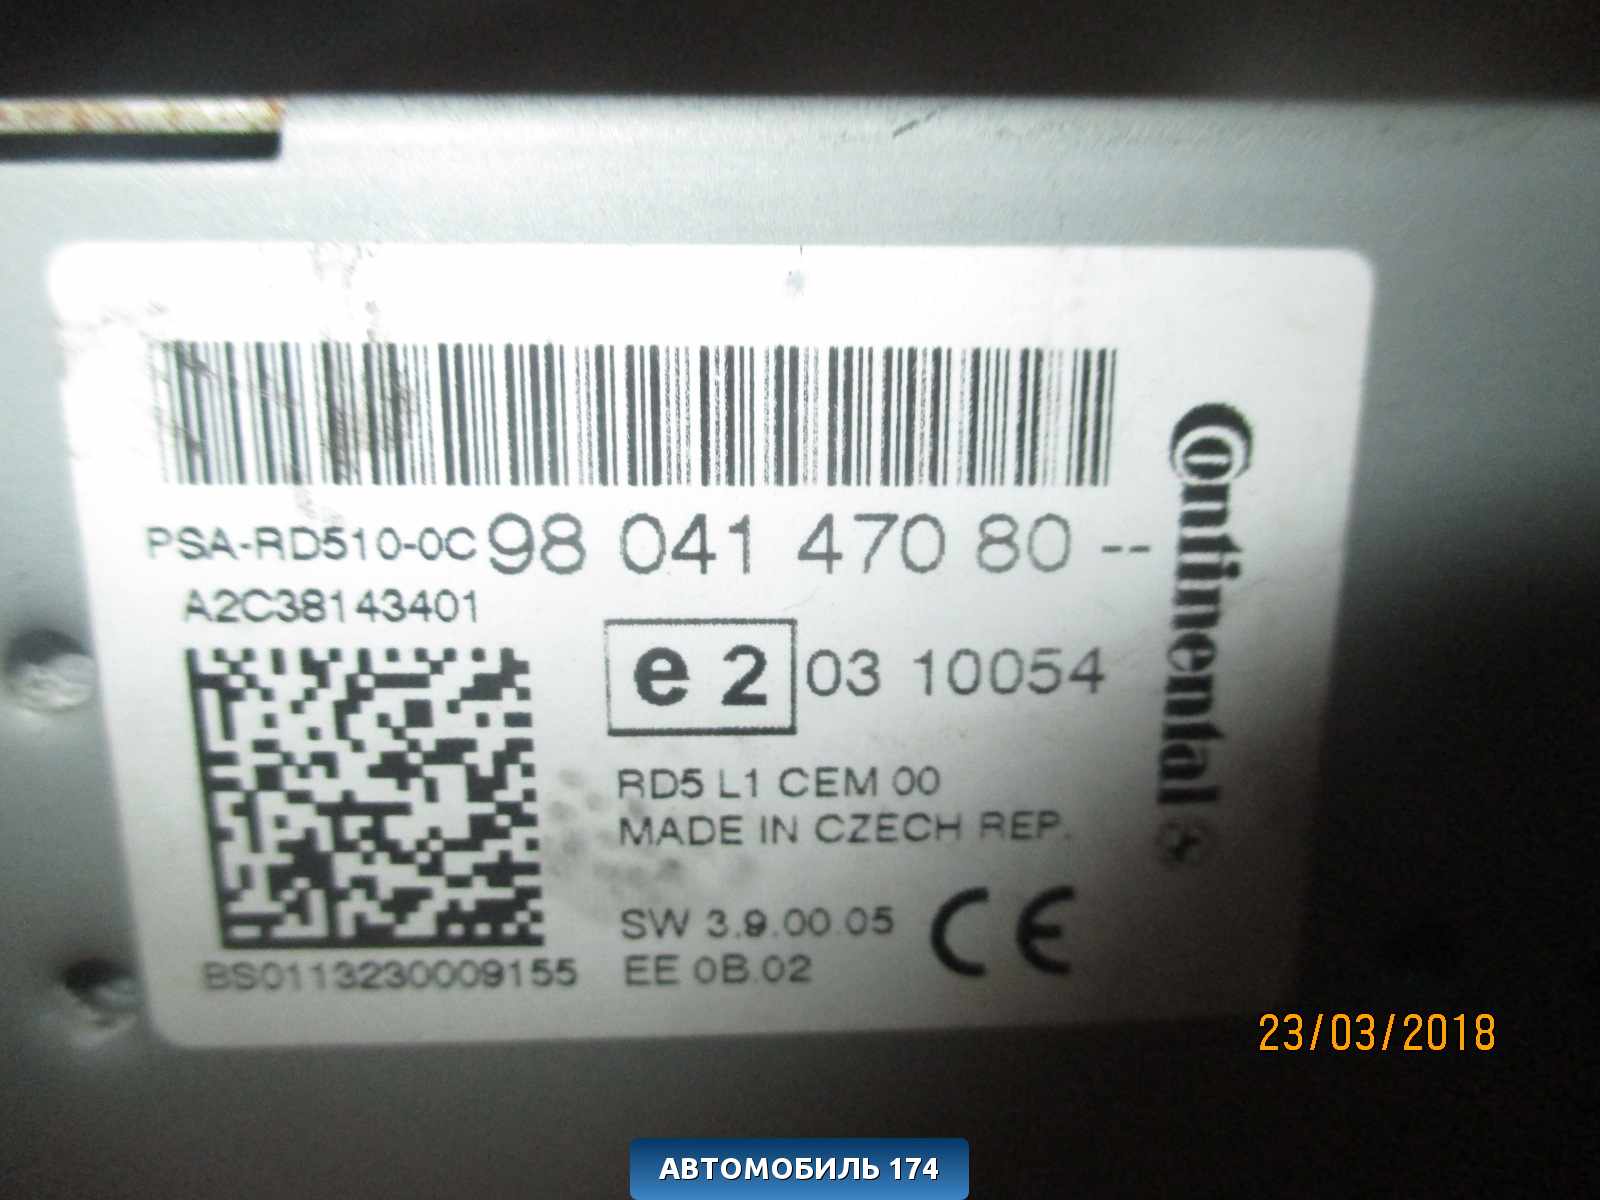 PSA-RD510-0C 98 041 470 80 --
A2C38143401
e 2 03 10054
RD5 L1 CEM 00
MADE IN CZECH REP.
SW 3.9.00.05
EE 0B.02
CE
BS0113230009155
Continental
23/03/2018
АВТОМОБИЛЬ 174